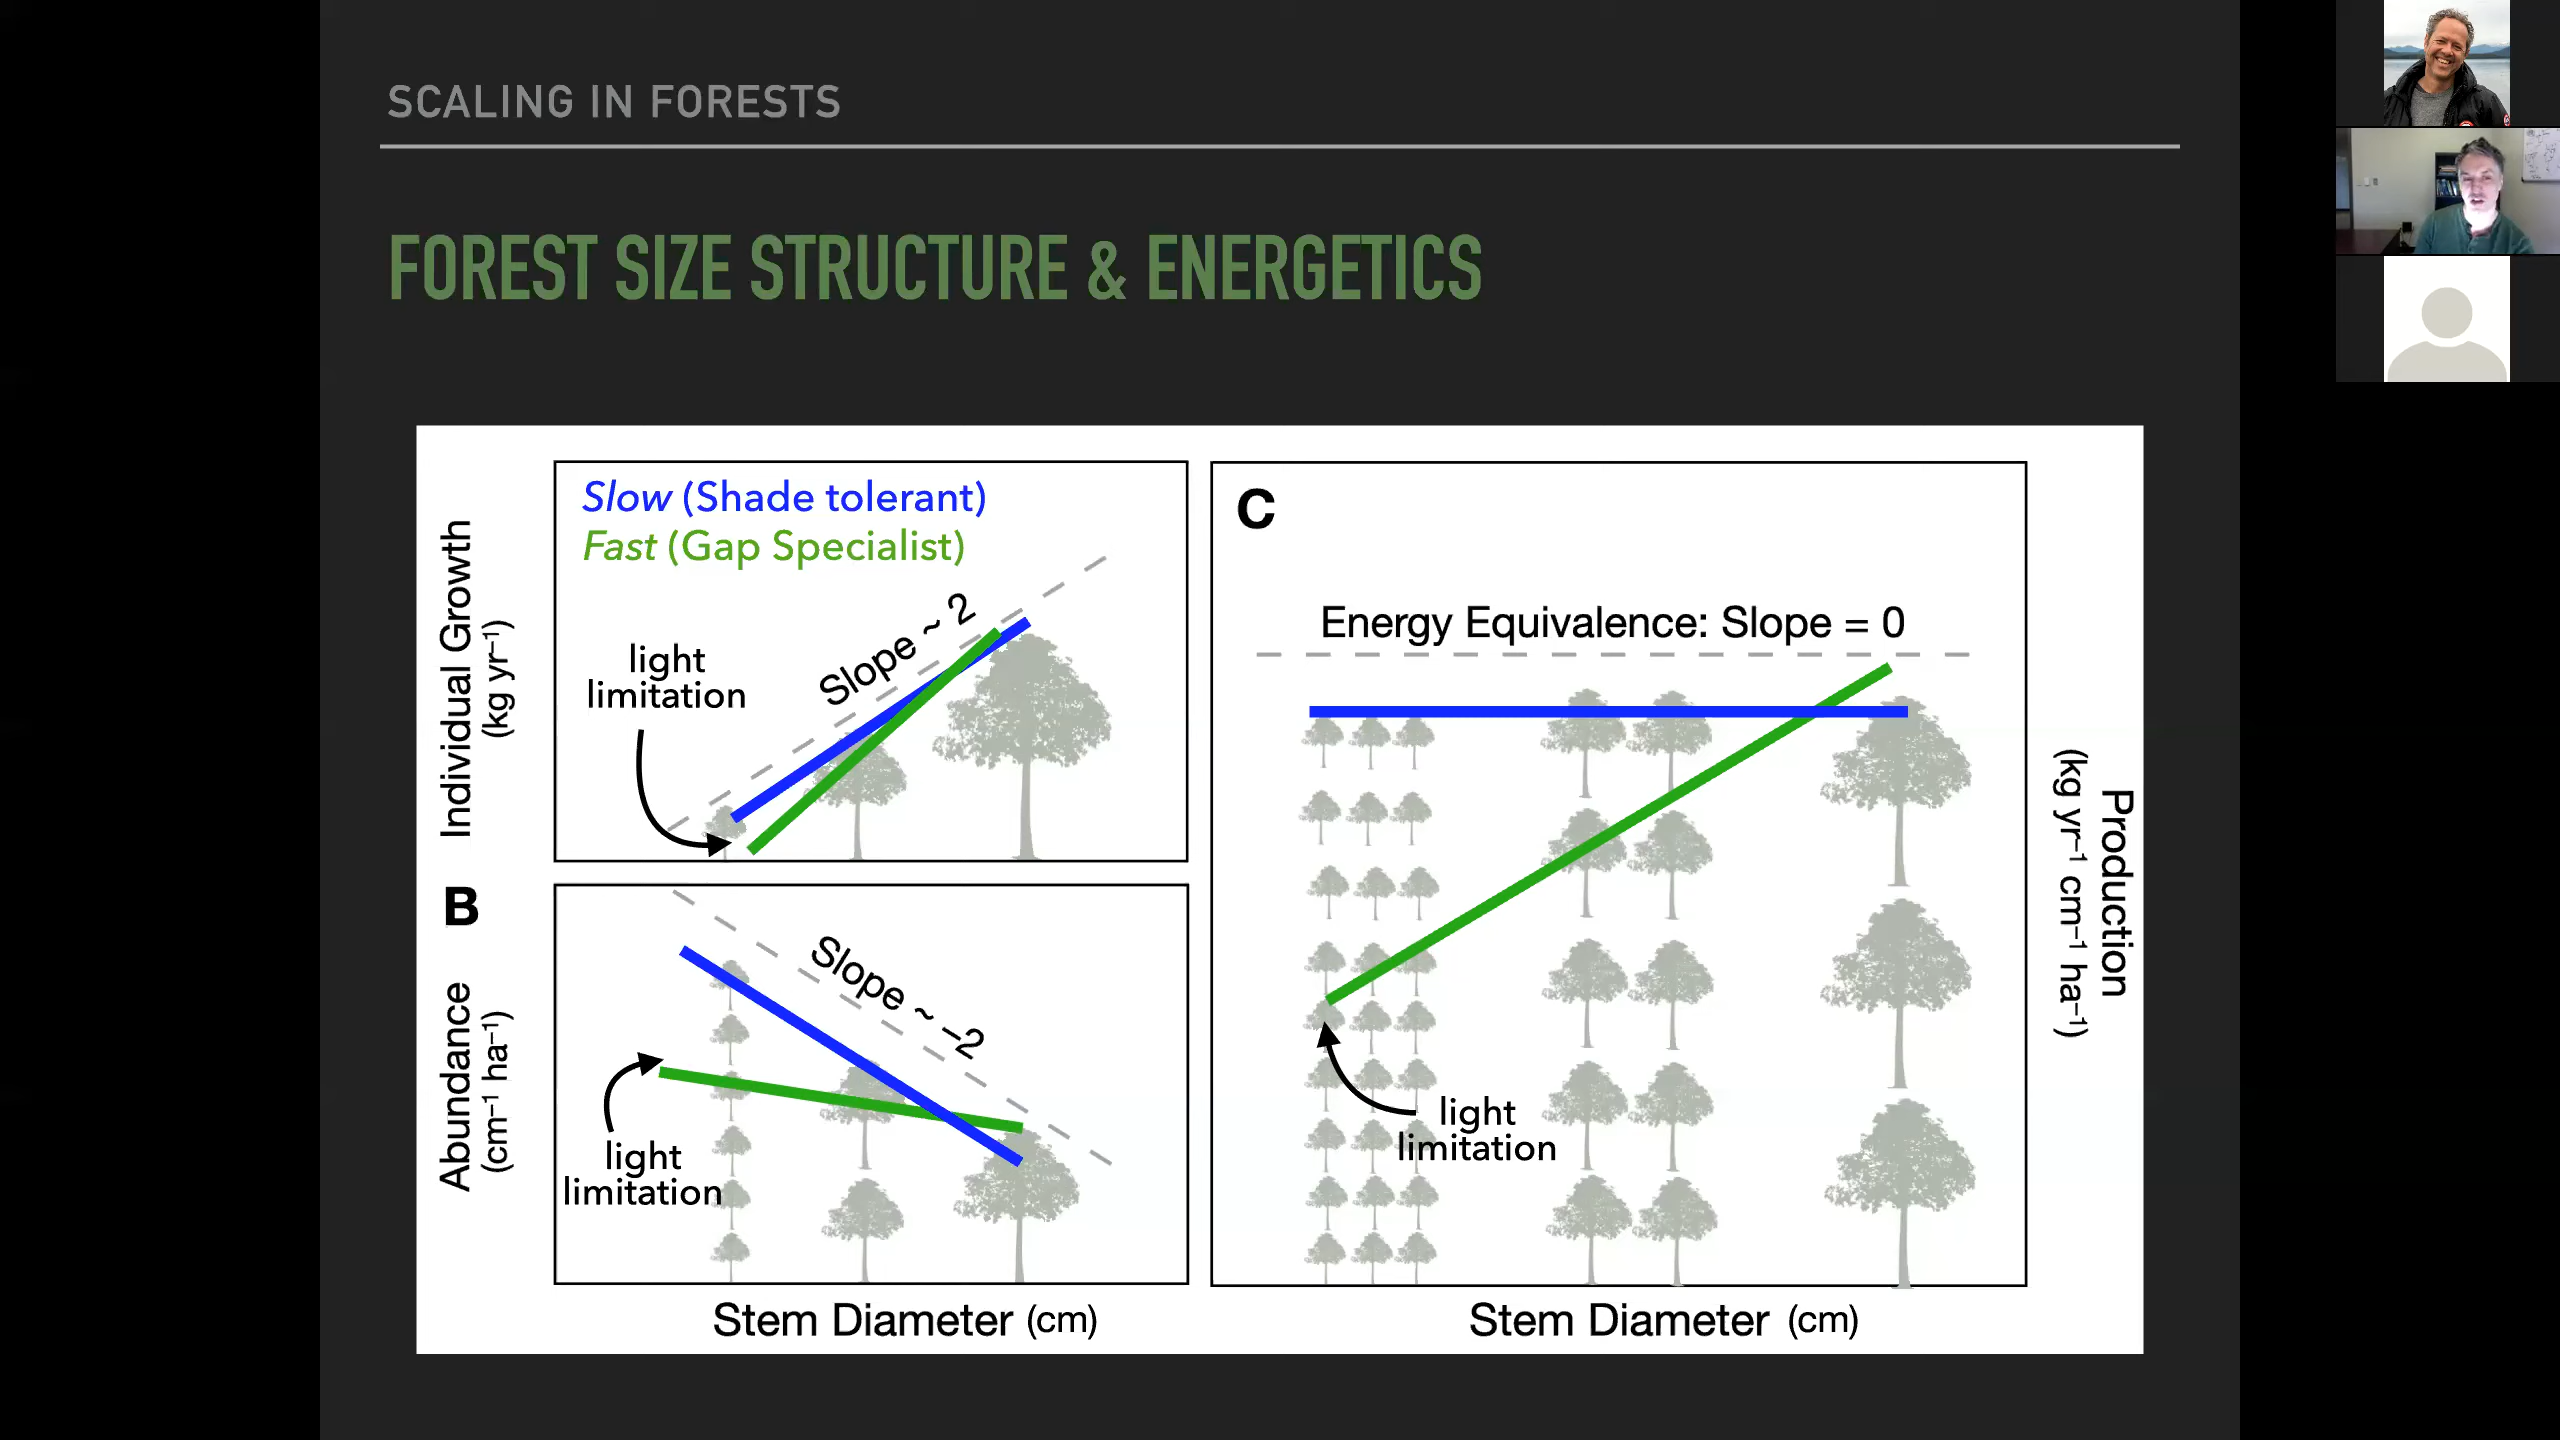 SCALING IN FORESTS
FOREST SIZE STRUCTURE & ENERGETICS
Slow (Shade tolerant)
Fast (Gap Specialist)
Individual Growth
(kg yr⁻¹)
light
limitation
Slope ~ 2
B
Abundance
(cm⁻¹ ha⁻¹)
Slope ~ –2
light
limitation
Stem Diameter (cm)
C
Energy Equivalence: Slope = 0
light
limitation
Production
(kg yr⁻¹ cm⁻¹ ha⁻¹)
Stem Diameter (cm)